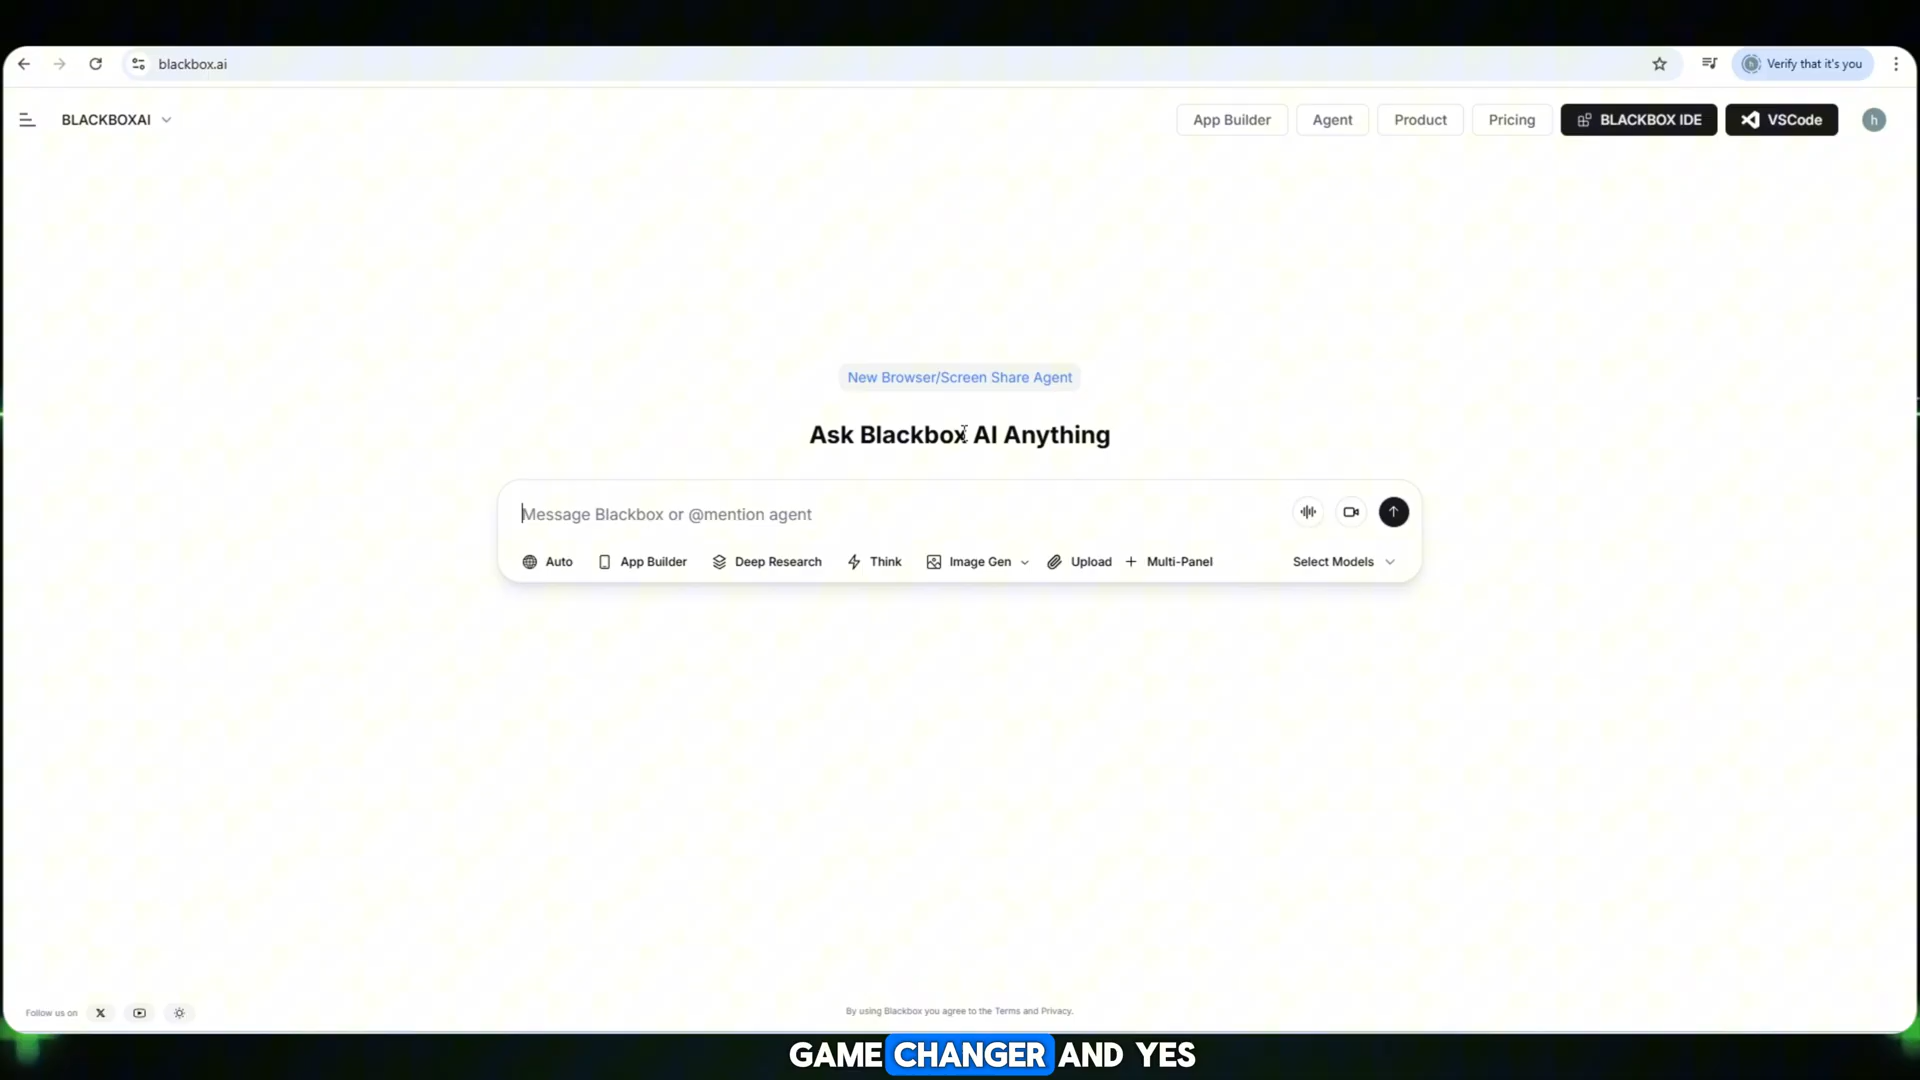 blackbox.ai
Verify that it's you
BLACKBOXAI
App Builder
Agent
Product
Pricing
BLACKBOX IDE
VSCode
h
New Browser/Screen Share Agent
Ask Blackbox AI Anything
Message Blackbox or @mention agent
Auto
App Builder
Deep Research
Think
Image Gen
Upload
Multi-Panel
Select Models
Follow us on
By using Blackbox you agree to the Terms and Privacy.
GAME CHANGER AND YES